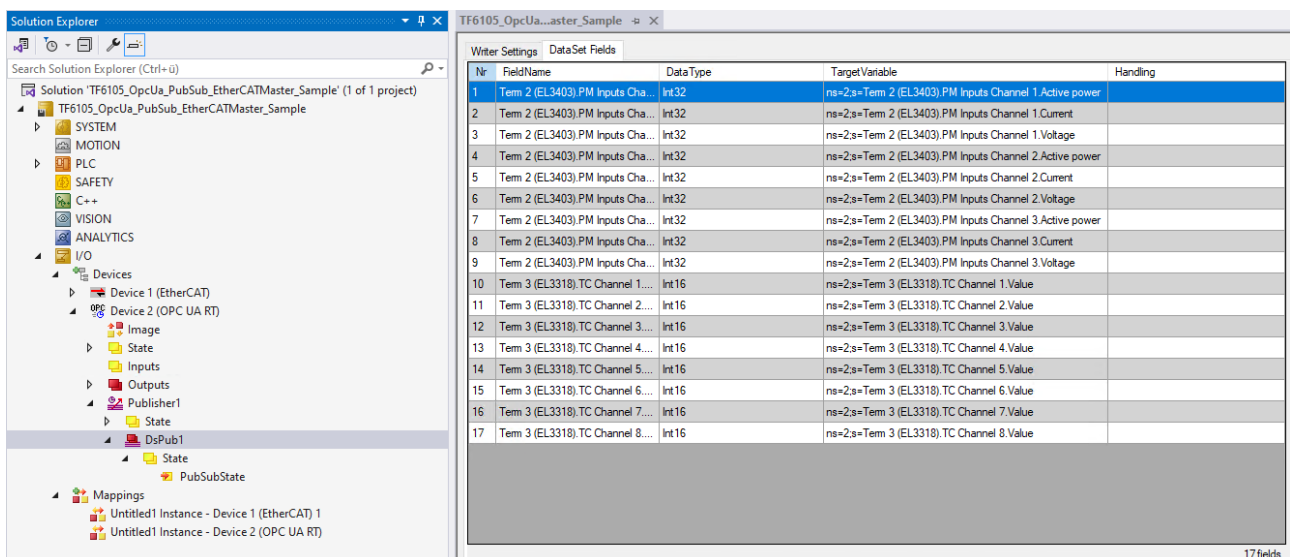 Solution Explorer
Search Solution Explorer (Ctrl+ü)
Solution 'TF6105_OpcUa_PubSub_EtherCATMaster_Sample' (1 of 1 project)
TF6105_OpcUa_PubSub_EtherCATMaster_Sample
SYSTEM
MOTION
PLC
SAFETY
C++
VISION
ANALYTICS
I/O
Devices
Device 1 (EtherCAT)
Device 2 (OPC UA RT)
Image
State
Inputs
Outputs
Publisher1
State
DsPub1
State
PubSubState
Mappings
Untitled1 Instance - Device 1 (EtherCAT) 1
Untitled1 Instance - Device 2 (OPC UA RT)
TF6105_OpcUa...aster_Sample
Writer Settings DataSet Fields
Nr FieldName DataType TargetVariable Handling
1 Term 2 (EL3403).PM Inputs Cha... Int32 ns=2;s=Term 2 (EL3403).PM Inputs Channel 1.Active power
2 Term 2 (EL3403).PM Inputs Cha... Int32 ns=2;s=Term 2 (EL3403).PM Inputs Channel 1.Current
3 Term 2 (EL3403).PM Inputs Cha... Int32 ns=2;s=Term 2 (EL3403).PM Inputs Channel 1.Voltage
4 Term 2 (EL3403).PM Inputs Cha... Int32 ns=2;s=Term 2 (EL3403).PM Inputs Channel 2.Active power
5 Term 2 (EL3403).PM Inputs Cha... Int32 ns=2;s=Term 2 (EL3403).PM Inputs Channel 2.Current
6 Term 2 (EL3403).PM Inputs Cha... Int32 ns=2;s=Term 2 (EL3403).PM Inputs Channel 2.Voltage
7 Term 2 (EL3403).PM Inputs Cha... Int32 ns=2;s=Term 2 (EL3403).PM Inputs Channel 3.Active power
8 Term 2 (EL3403).PM Inputs Cha... Int32 ns=2;s=Term 2 (EL3403).PM Inputs Channel 3.Current
9 Term 2 (EL3403).PM Inputs Cha... Int32 ns=2;s=Term 2 (EL3403).PM Inputs Channel 3.Voltage
10 Term 3 (EL3318).TC Channel 1.... Int16 ns=2;s=Term 3 (EL3318).TC Channel 1.Value
11 Term 3 (EL3318).TC Channel 2.... Int16 ns=2;s=Term 3 (EL3318).TC Channel 2.Value
12 Term 3 (EL3318).TC Channel 3.... Int16 ns=2;s=Term 3 (EL3318).TC Channel 3.Value
13 Term 3 (EL3318).TC Channel 4.... Int16 ns=2;s=Term 3 (EL3318).TC Channel 4.Value
14 Term 3 (EL3318).TC Channel 5.... Int16 ns=2;s=Term 3 (EL3318).TC Channel 5.Value
15 Term 3 (EL3318).TC Channel 6.... Int16 ns=2;s=Term 3 (EL3318).TC Channel 6.Value
16 Term 3 (EL3318).TC Channel 7.... Int16 ns=2;s=Term 3 (EL3318).TC Channel 7.Value
17 Term 3 (EL3318).TC Channel 8.... Int16 ns=2;s=Term 3 (EL3318).TC Channel 8.Value
17 fields